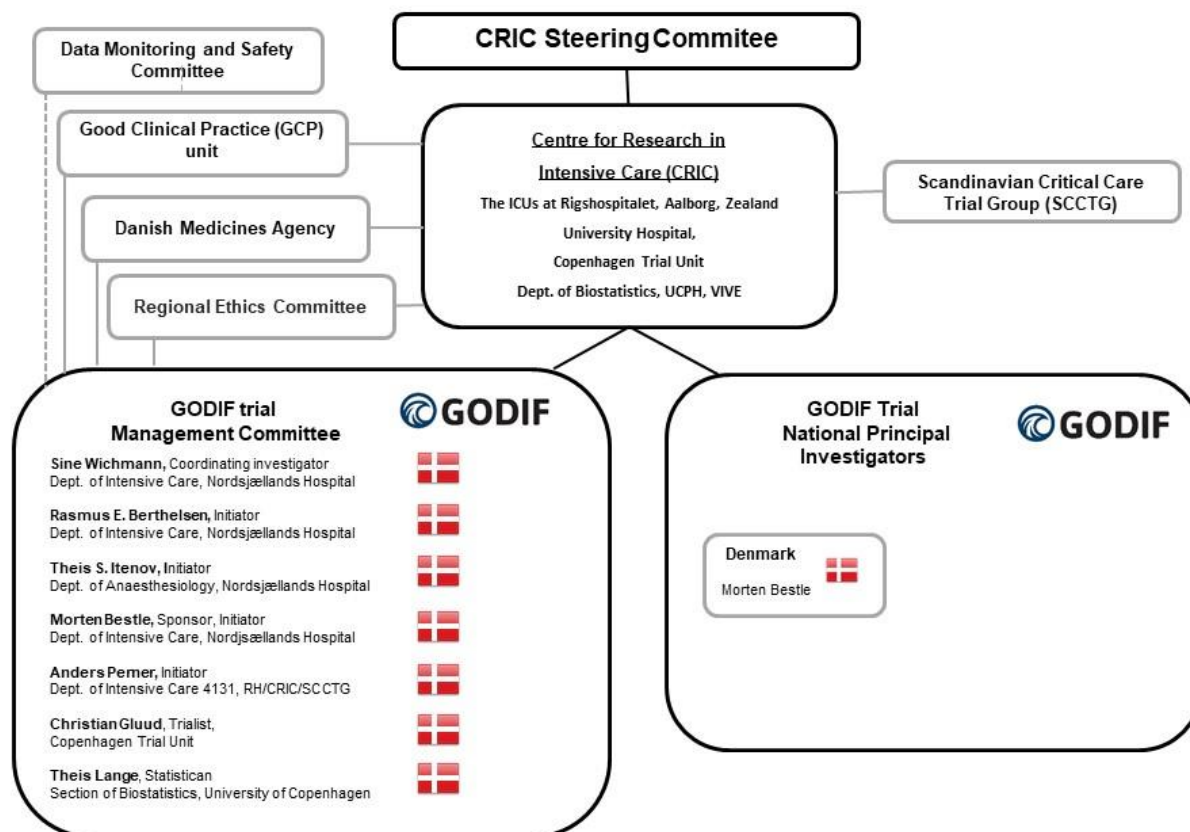 CRIC Steering Commitee
Data Monitoring and Safety
Committee
Good Clinical Practice (GCP)
unit
Danish Medicines Agency
Regional Ethics Committee
Centre for Research in
Intensive Care (CRIC)
The ICUs at Rigshospitalet, Aalborg, Zealand
University Hospital,
Copenhagen Trial Unit
Dept. of Biostatistics, UCPH, VIVE
Scandinavian Critical Care
Trial Group (SCCTG)
GODIF trial
Management Committee
GODIF
Sine Wichmann, Coordinating investigator
Dept. of Intensive Care, Nordsjællands Hospital
Rasmus E. Berthelsen, Initiator
Dept. of Intensive Care, Nordsjællands Hospital
Theis S. Itenov, Initiator
Dept. of Anaesthesiology, Nordsjællands Hospital
Morten Bestle, Sponsor, Initiator
Dept. of Intensive Care, Nordjsællands Hospital
Anders Perner, Initiator
Dept. of Intensive Care 4131, RH/CRIC/SCCTG
Christian Gluud, Trialist,
Copenhagen Trial Unit
Theis Lange, Statistican
Section of Biostatistics, University of Copenhagen
GODIF Trial
National Principal
Investigators
GODIF
Denmark
Morten Bestle